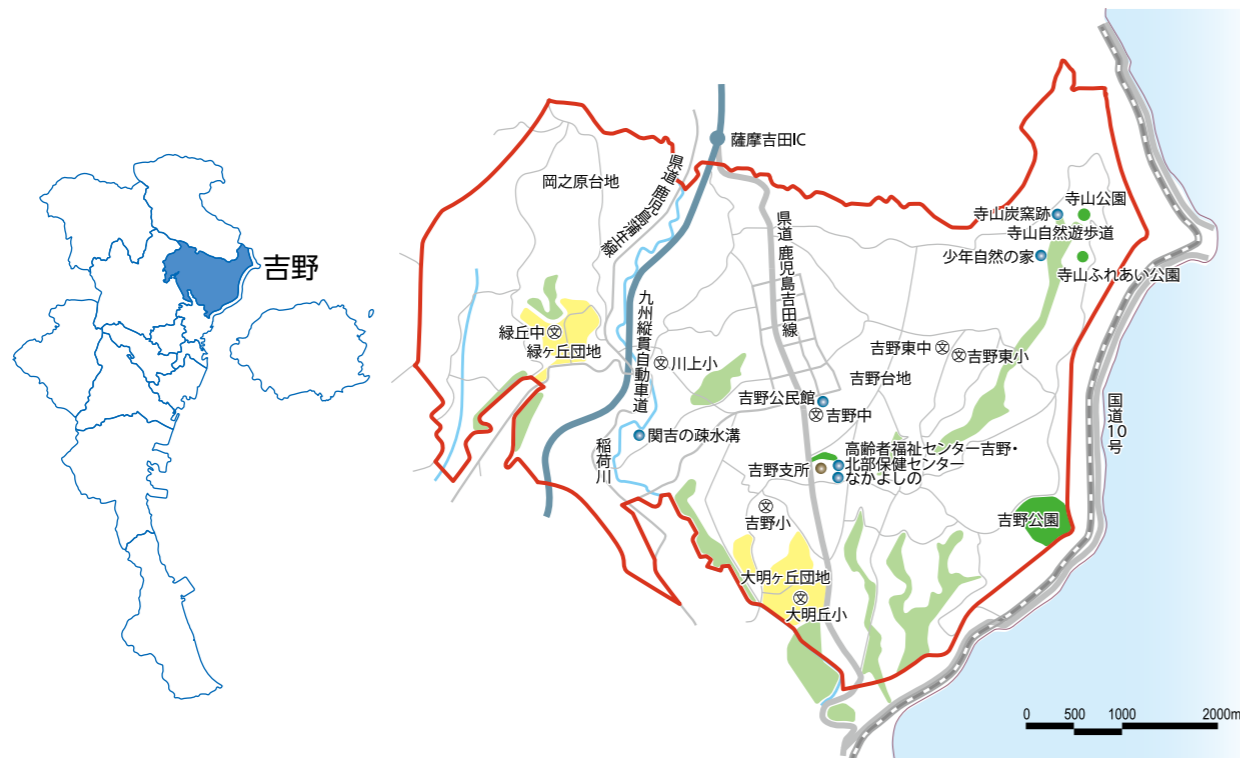 吉野
薩摩吉田IC
岡之原台地
県道 鹿児島蒲生線
県道 鹿児島吉田線
寺山炭窯跡
寺山公園
寺山自然遊歩道
少年自然の家
寺山ふれあい公園
九州縦貫自動車道
緑丘中 文
緑ヶ丘団地
文 川上小
吉野東中 文
文 吉野東小
吉野台地
吉野公民館
文 吉野中
国道10号
関吉の疎水溝
稲荷川
高齢者福祉センター吉野・
北部保健センター
吉野支所
なかよしの
文
吉野小
吉野公園
大明ヶ丘団地
文
大明丘小
0 500 1000 2000m